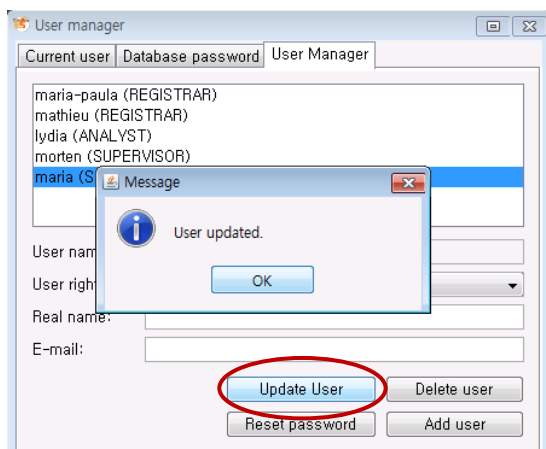 User manager
Current user Database password User Manager
maria-paula (REGISTRAR)
mathieu (REGISTRAR)
lydia (ANALYST)
morten (SUPERVISOR)
maria (S
Message
User updated.
OK
User nam
User righ
Real name:
E-mail:
Update User Delete user
Reset password Add user